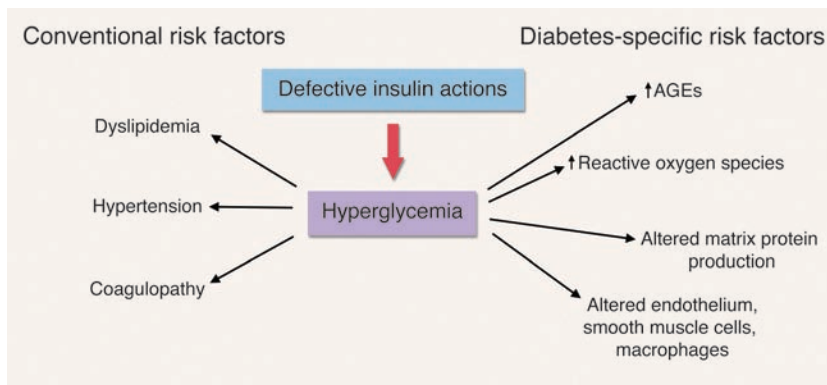 Conventional risk factors
Diabetes-specific risk factors
Defective insulin actions
Hyperglycemia
Dyslipidemia
Hypertension
Coagulopathy
↑AGEs
↑Reactive oxygen species
Altered matrix protein
production
Altered endothelium,
smooth muscle cells,
macrophages